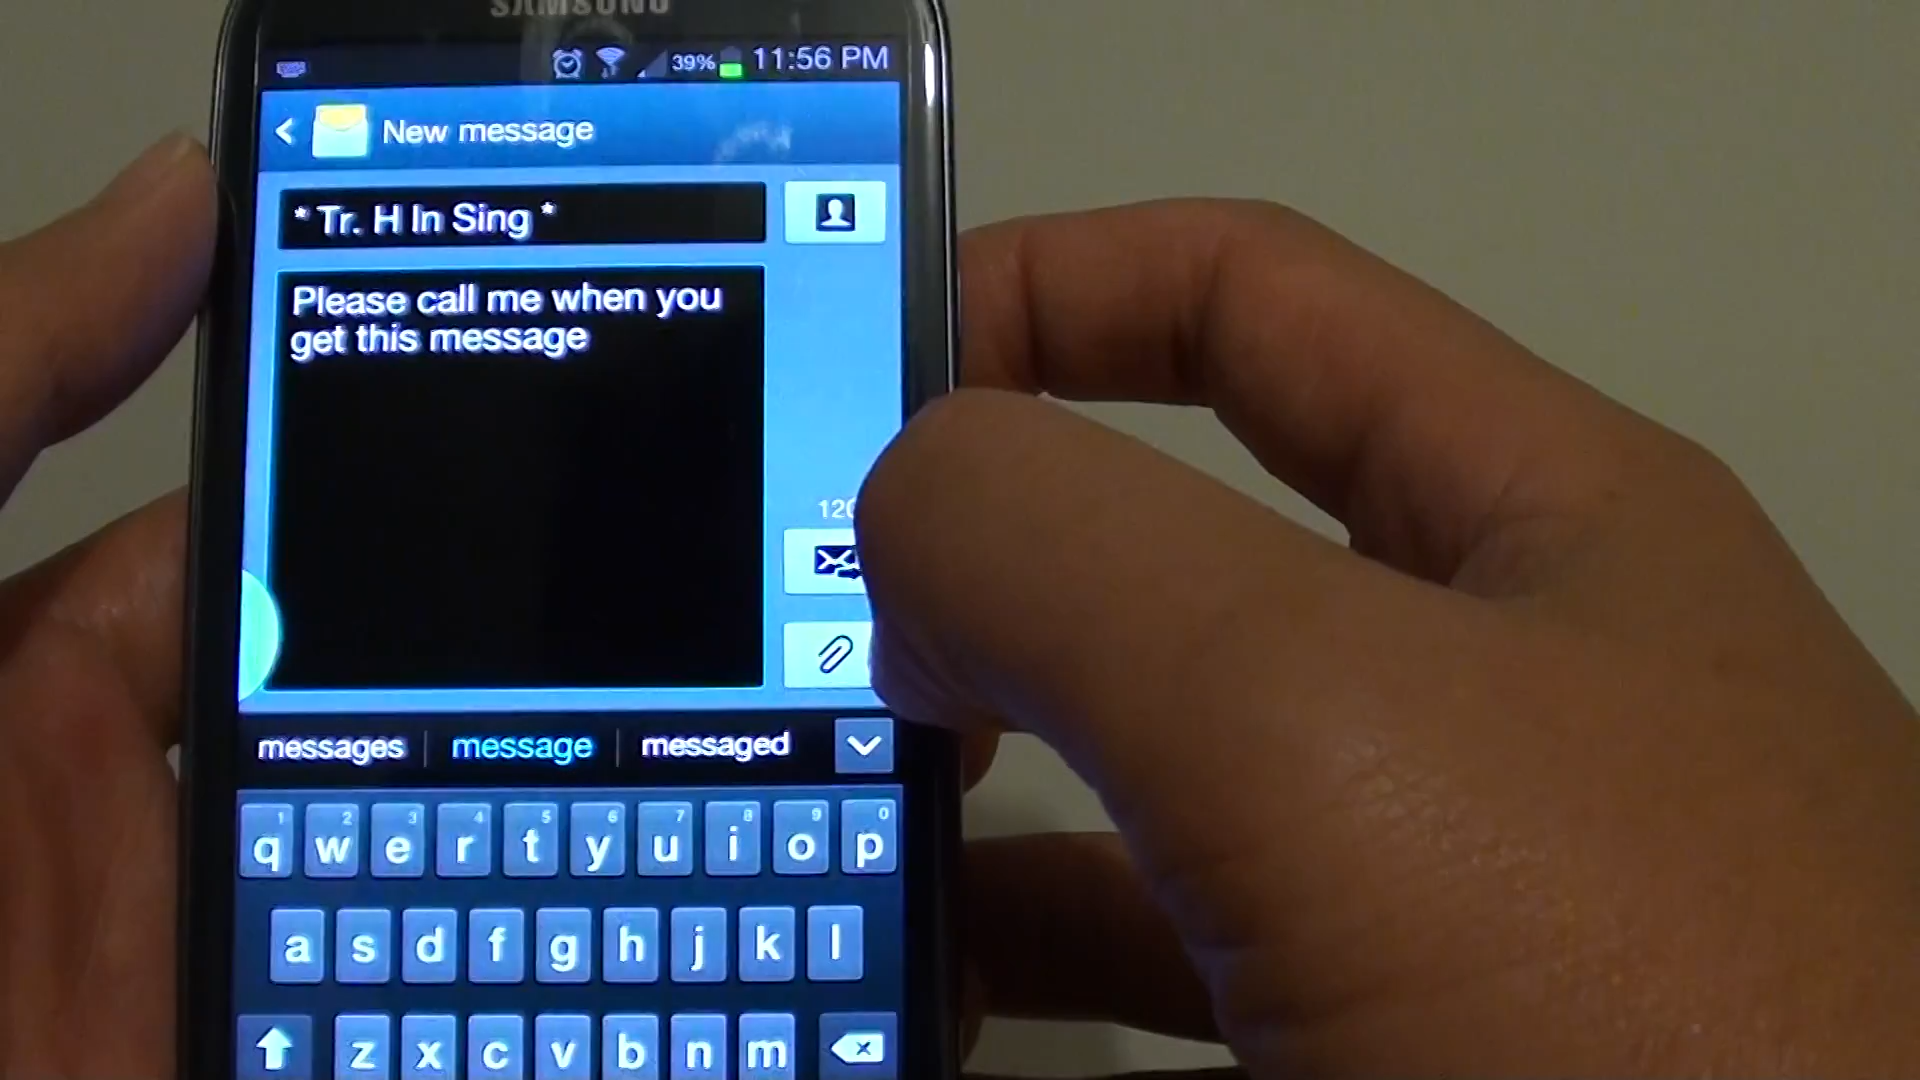 SAMSUNG
39% 11:56 PM
New message
* Tr. H In Sing *
Please call me when you
get this message
messages message messaged
1 2 3 4 5 6 7 8 9 0
q w e r t y u i o p
a s d f g h j k l
z x c v b n m